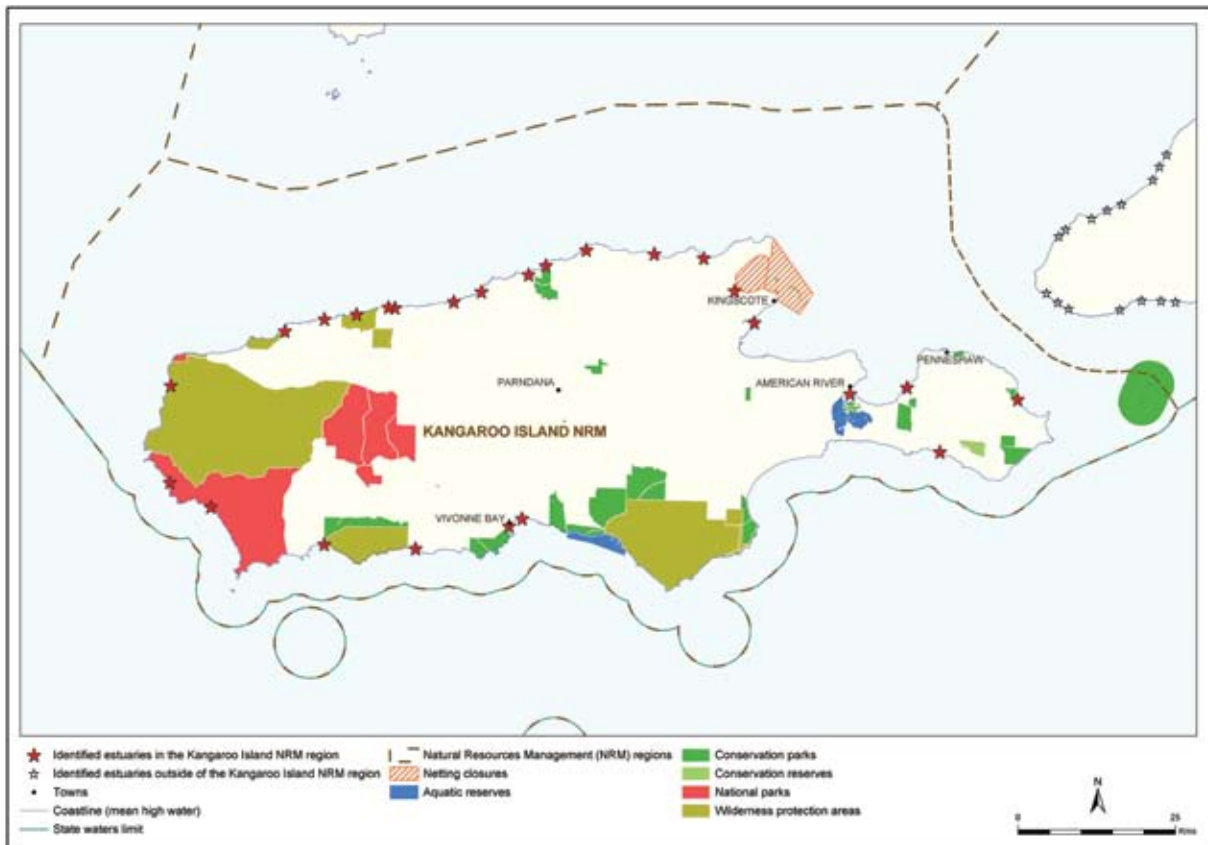 KINGSCOTE
PENNESHAW
PARNDANA
AMERICAN RIVER
KANGAROO ISLAND NRM
VIVONNE BAY
Identified estuaries in the Kangaroo Island NRM region
Identified estuaries outside of the Kangaroo Island NRM region
Towns
Coastline (mean high water)
State waters limit
Natural Resources Management (NRM) regions
Netting closures
Aquatic reserves
Conservation parks
Conservation reserves
National parks
Wilderness protection areas
N
0 25
Kms